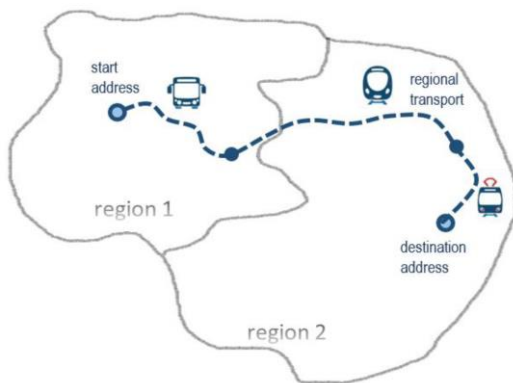 start
address
regional
transport
region 1
destination
address
region 2